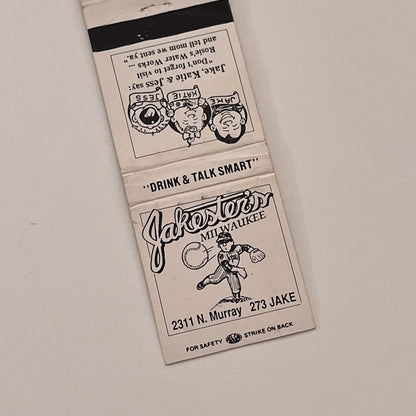 Jake, Katie & Jess say:
"Don't forget to visit
Rosie's Water Works ...
and tell mom we sent ya."
JAKE
KATIE
JESS
"DRINK & TALK SMART"
Jakester's
MILWAUKEE
2311 N. Murray 273 JAKE
FOR SAFETY STRIKE ON BACK